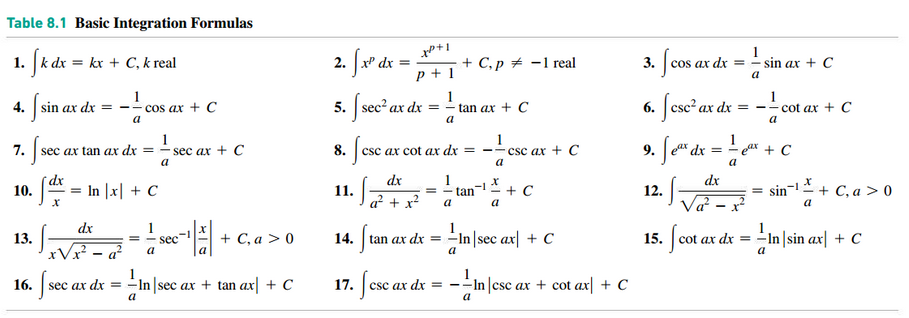 Table 8.1 Basic Integration Formulas
1. ∫ k dx = kx + C, k real
2. ∫ xᵖ dx = xᵖ⁺¹/(p + 1) + C, p ≠ −1 real
3. ∫ cos ax dx = 1/a sin ax + C
4. ∫ sin ax dx = −1/a cos ax + C
5. ∫ sec² ax dx = 1/a tan ax + C
6. ∫ csc² ax dx = −1/a cot ax + C
7. ∫ sec ax tan ax dx = 1/a sec ax + C
8. ∫ csc ax cot ax dx = −1/a csc ax + C
9. ∫ eᵃˣ dx = 1/a eᵃˣ + C
10. ∫ dx/x = ln |x| + C
11. ∫ dx/(a² + x²) = 1/a tan⁻¹ x/a + C
12. ∫ dx/√(a² − x²) = sin⁻¹ x/a + C, a > 0
13. ∫ dx/(x√(x² − a²)) = 1/a sec⁻¹ |x/a| + C, a > 0
14. ∫ tan ax dx = 1/a ln |sec ax| + C
15. ∫ cot ax dx = 1/a ln |sin ax| + C
16. ∫ sec ax dx = 1/a ln |sec ax + tan ax| + C
17. ∫ csc ax dx = −1/a ln |csc ax + cot ax| + C